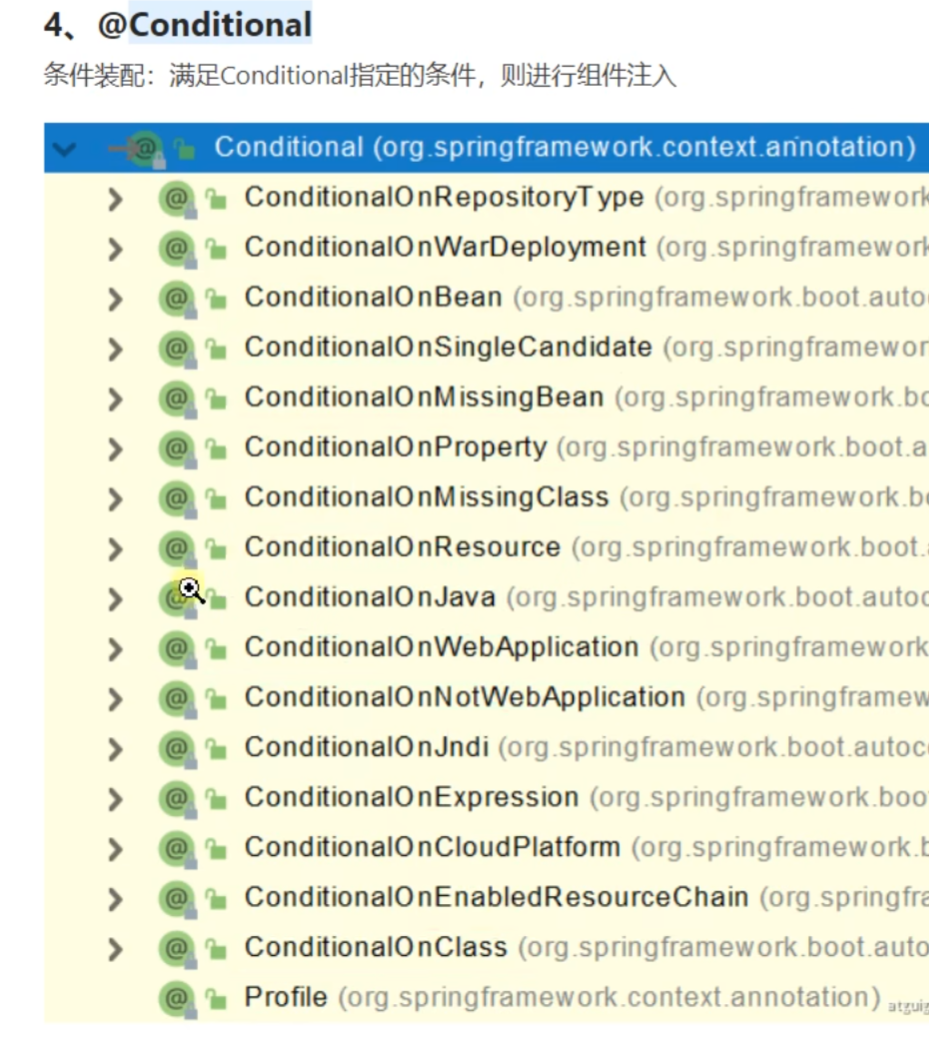 4、@Conditional
条件装配：满足Conditional指定的条件，则进行组件注入
Conditional (org.springframework.context.annotation)
ConditionalOnRepositoryType (org.springframework
ConditionalOnWarDeployment (org.springframework
ConditionalOnBean (org.springframework.boot.auto
ConditionalOnSingleCandidate (org.springframewor
ConditionalOnMissingBean (org.springframework.bo
ConditionalOnProperty (org.springframework.boot.a
ConditionalOnMissingClass (org.springframework.bo
ConditionalOnResource (org.springframework.boot.
ConditionalOnJava (org.springframework.boot.autoc
ConditionalOnWebApplication (org.springframework
ConditionalOnNotWebApplication (org.springframew
ConditionalOnJndi (org.springframework.boot.autoc
ConditionalOnExpression (org.springframework.boo
ConditionalOnCloudPlatform (org.springframework.b
ConditionalOnEnabledResourceChain (org.springfra
ConditionalOnClass (org.springframework.boot.auto
Profile (org.springframework.context.annotation)